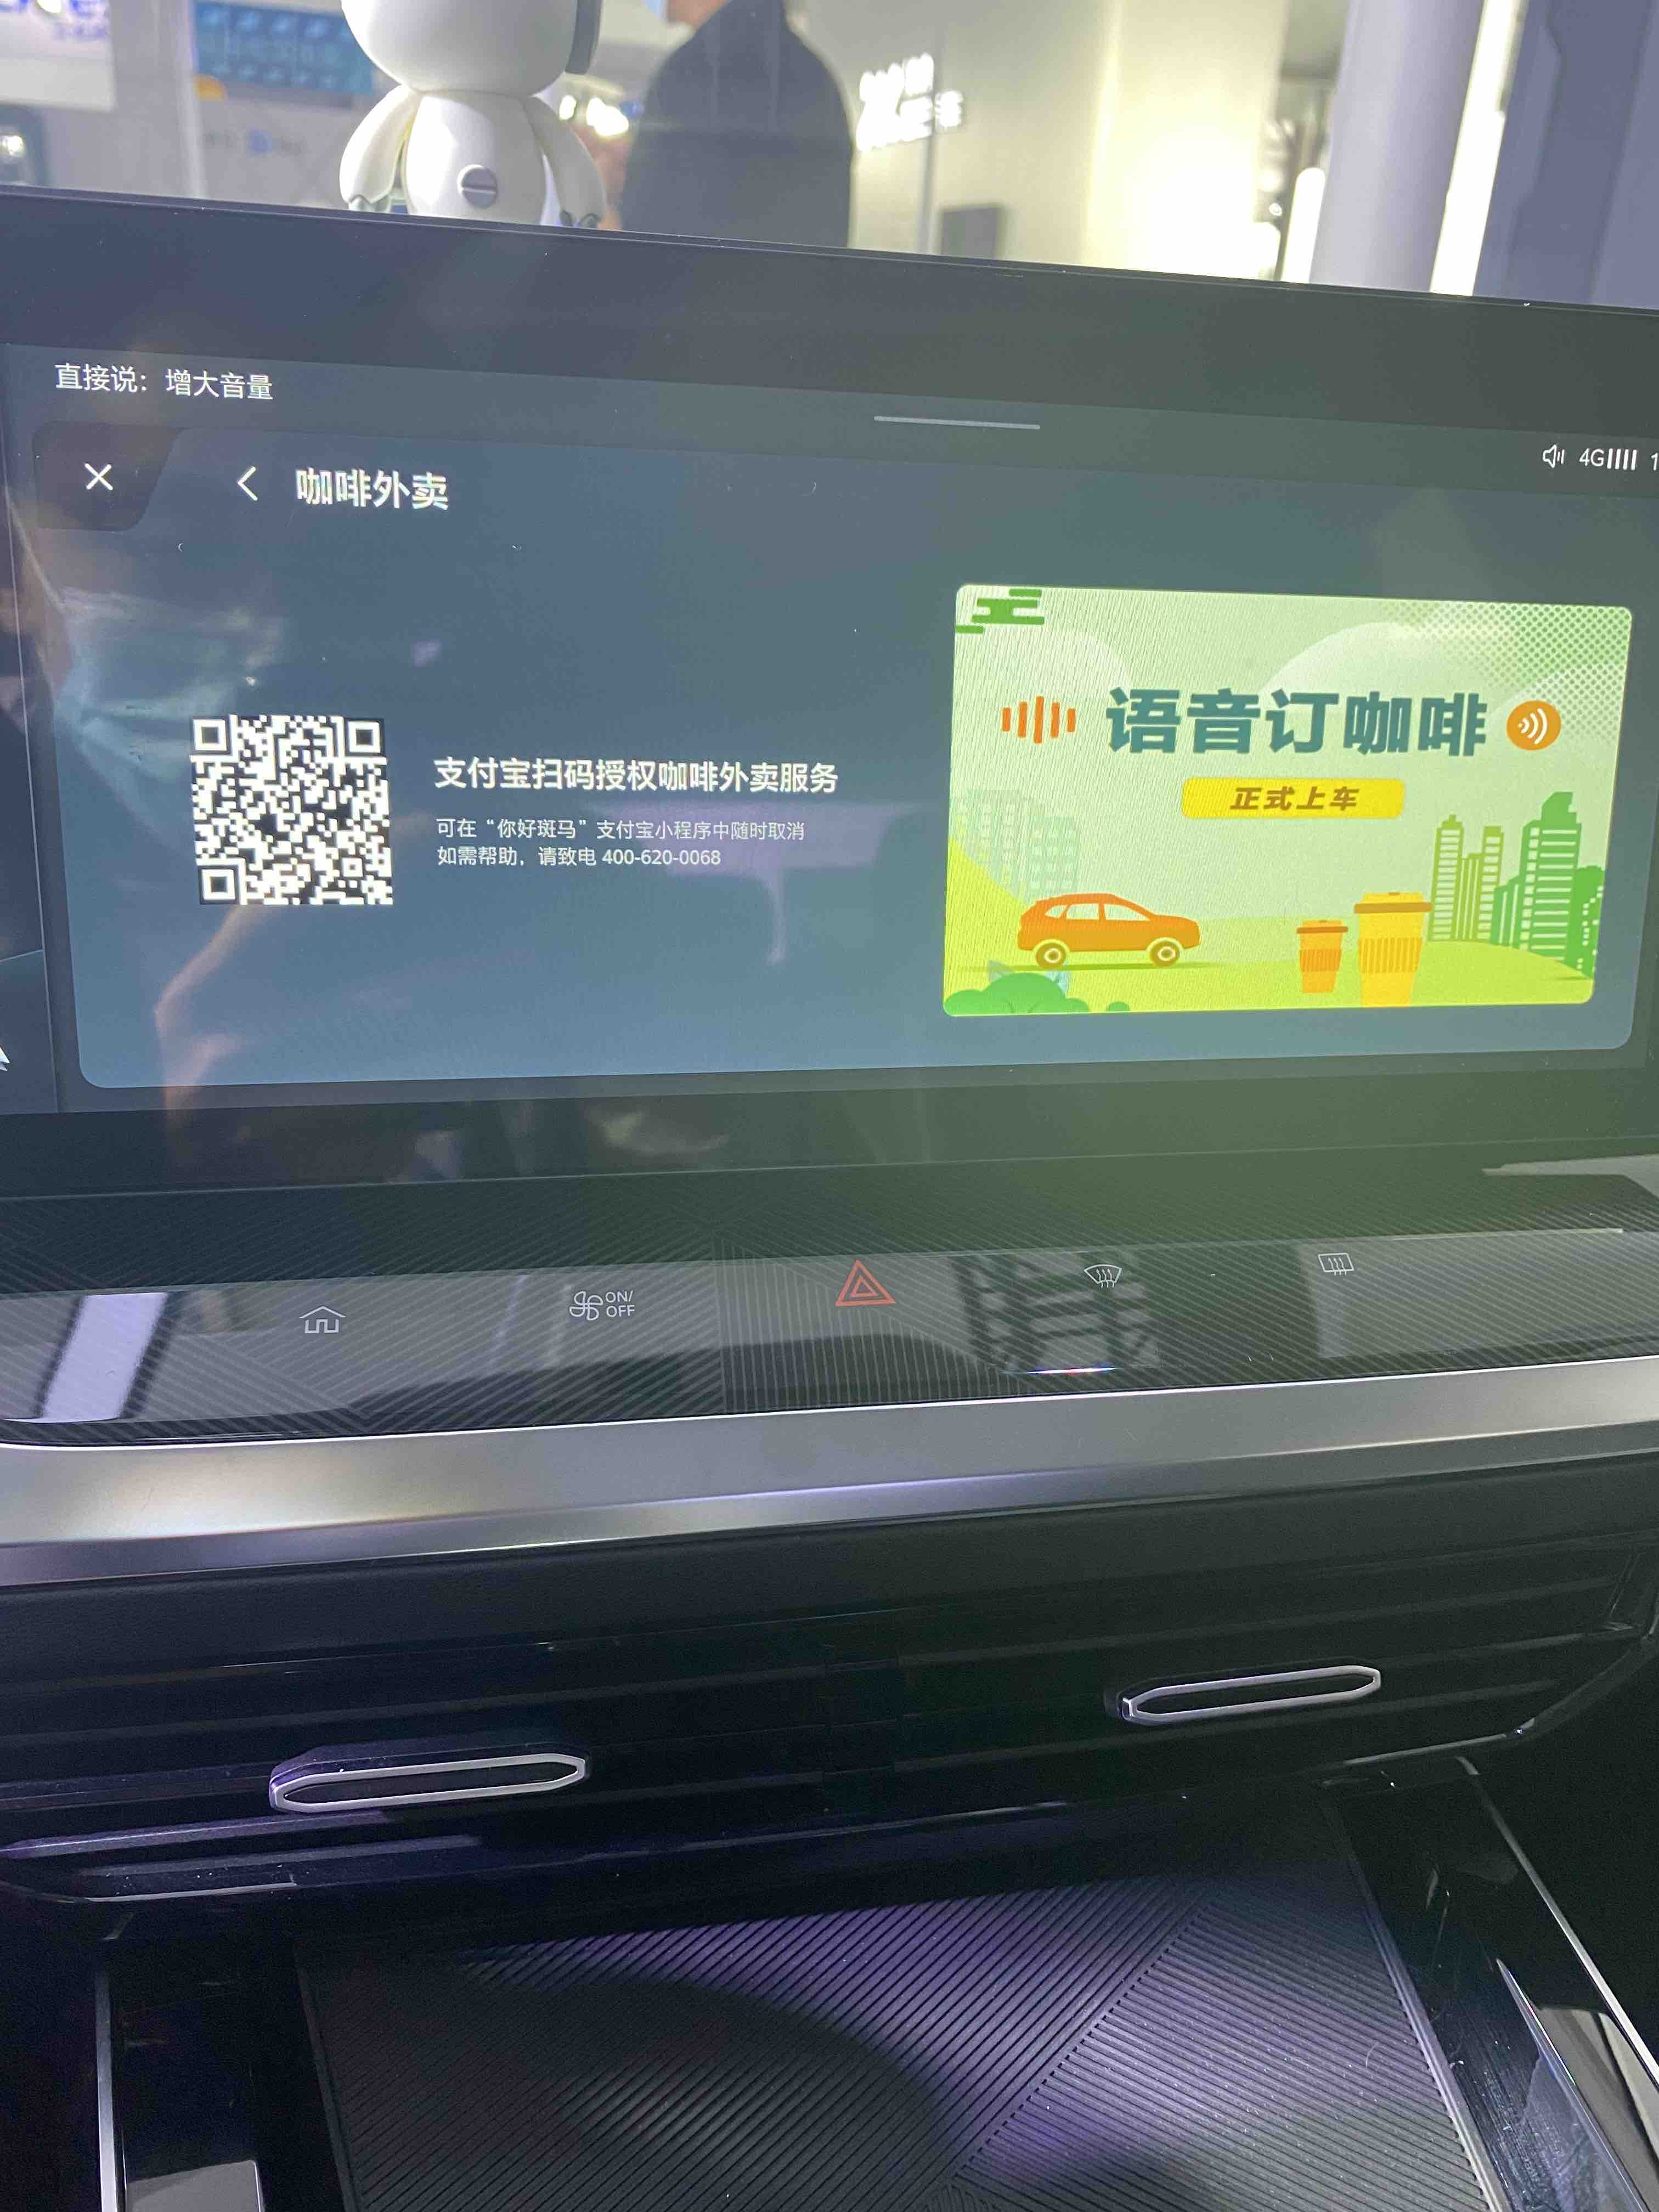 直接说：增大音量
4G
咖啡外卖
支付宝扫码授权咖啡外卖服务
可在“你好斑马”支付宝小程序中随时取消
如需帮助，请致电 400-620-0068
语音订咖啡
正式上车
ON/
OFF